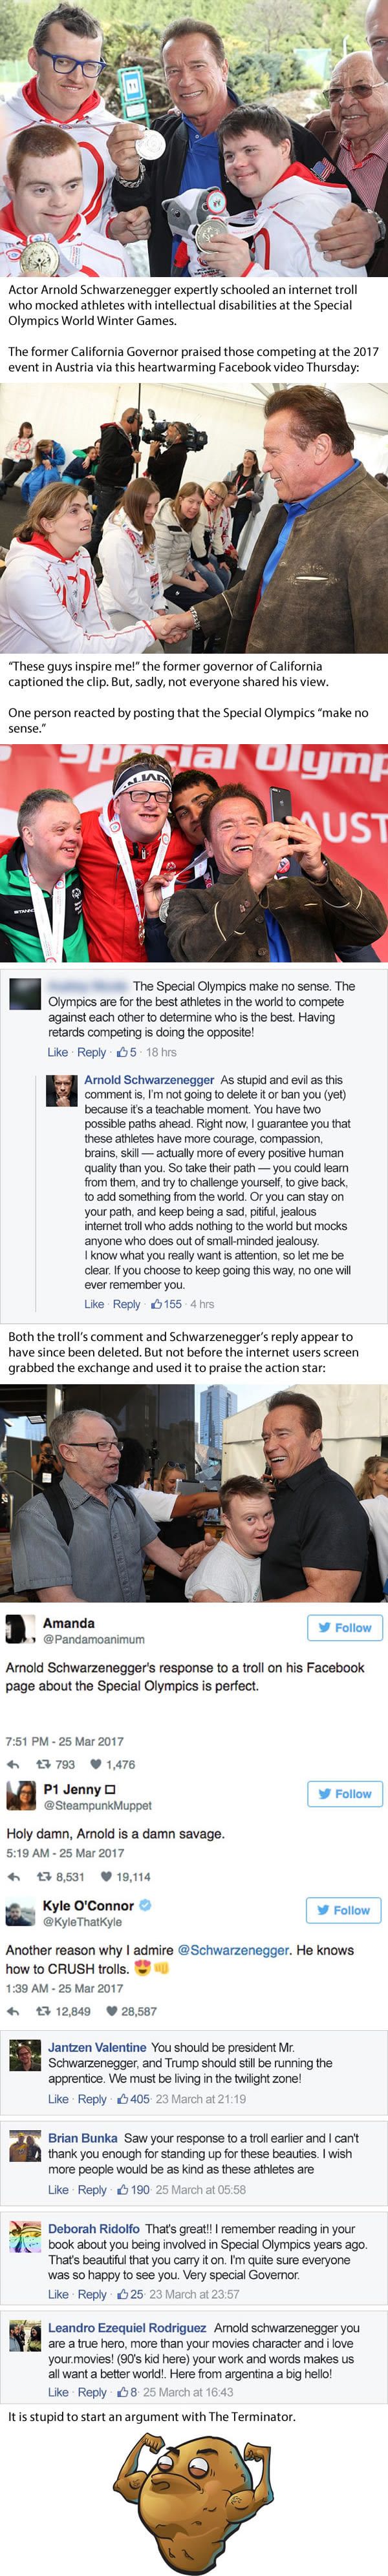 Actor Arnold Schwarzenegger expertly schooled an internet troll
who mocked athletes with intellectual disabilities at the Special
Olympics World Winter Games.
The former California Governor praised those competing at the 2017
event in Austria via this heartwarming Facebook video Thursday:
“These guys inspire me!” the former governor of California
captioned the clip. But, sadly, not everyone shared his view.
One person reacted by posting that the Special Olympics “make no
sense.”
Special Olymp
AUST
The Special Olympics make no sense. The
Olympics are for the best athletes in the world to compete
against each other to determine who is the best. Having
retards competing is doing the opposite!
Like · Reply · 5 · 18 hrs
Arnold Schwarzenegger As stupid and evil as this
comment is, I'm not going to delete it or ban you (yet)
because it's a teachable moment. You have two
possible paths ahead. Right now, I guarantee you that
these athletes have more courage, compassion,
brains, skill — actually more of every positive human
quality than you. So take their path — you could learn
from them, and try to challenge yourself, to give back,
to add something from the world. Or you can stay on
your path, and keep being a sad, pitiful, jealous
internet troll who adds nothing to the world but mocks
anyone who does out of small-minded jealousy.
I know what you really want is attention, so let me be
clear. If you choose to keep going this way, no one will
ever remember you.
Like · Reply · 155 · 4 hrs
Both the troll’s comment and Schwarzenegger’s reply appear to
have since been deleted. But not before the internet users screen
grabbed the exchange and used it to praise the action star:
Amanda
@Pandamoanimum
Follow
Arnold Schwarzenegger's response to a troll on his Facebook
page about the Special Olympics is perfect.
7:51 PM - 25 Mar 2017
793 1,476
P1 Jenny □
@SteampunkMuppet
Follow
Holy damn, Arnold is a damn savage.
5:19 AM - 25 Mar 2017
8,531 19,114
Kyle O'Connor
@KyleThatKyle
Follow
Another reason why I admire @Schwarzenegger. He knows
how to CRUSH trolls. 😍👊
1:39 AM - 25 Mar 2017
12,849 28,587
Jantzen Valentine You should be president Mr.
Schwarzenegger, and Trump should still be running the
apprentice. We must be living in the twilight zone!
Like · Reply · 405 · 23 March at 21:19
Brian Bunka Saw your response to a troll earlier and I can't
thank you enough for standing up for these beauties. I wish
more people would be as kind as these athletes are
Like · Reply · 190 · 25 March at 05:58
Deborah Ridolfo That's great!! I remember reading in your
book about you being involved in Special Olympics years ago.
That's beautiful that you carry it on. I'm quite sure everyone
was so happy to see you. Very special Governor.
Like · Reply · 25 · 23 March at 23:57
Leandro Ezequiel Rodriguez Arnold schwarzenegger you
are a true hero, more than your movies character and i love
your.movies! (90's kid here) your work and words makes us
all want a better world!. Here from argentina a big hello!
Like · Reply · 8 · 25 March at 16:43
It is stupid to start an argument with The Terminator.